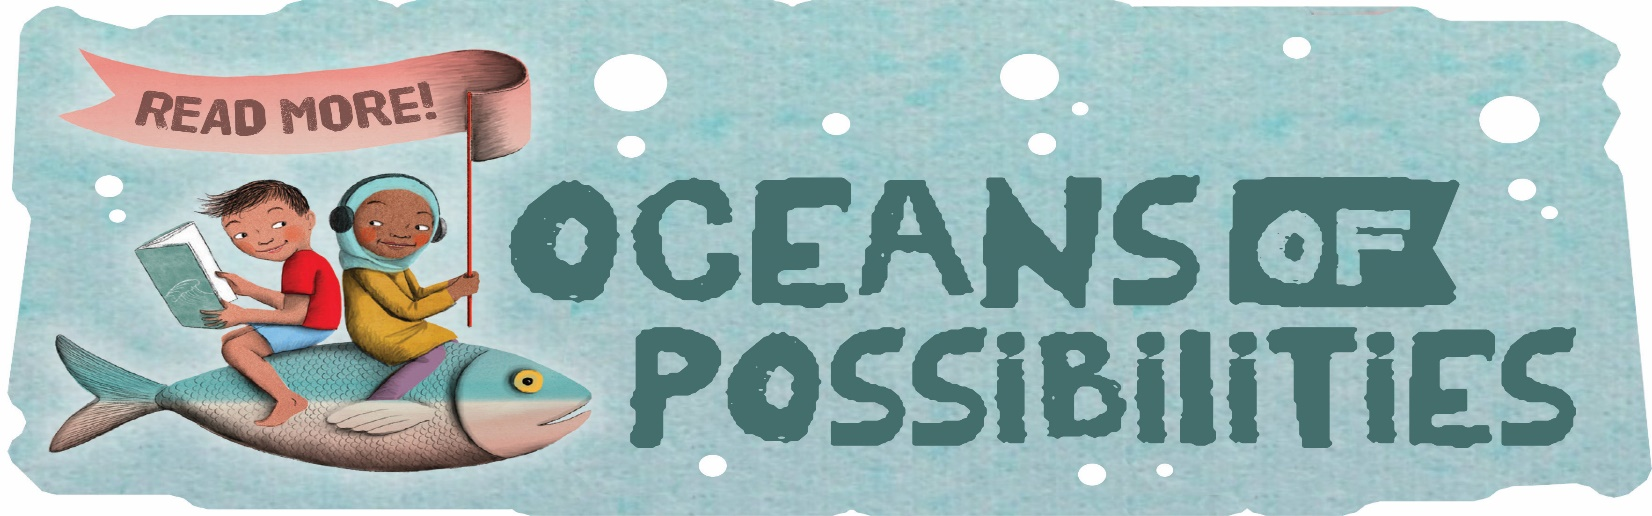 READ MORE!
OCEANS OF
POSSIBILITIES